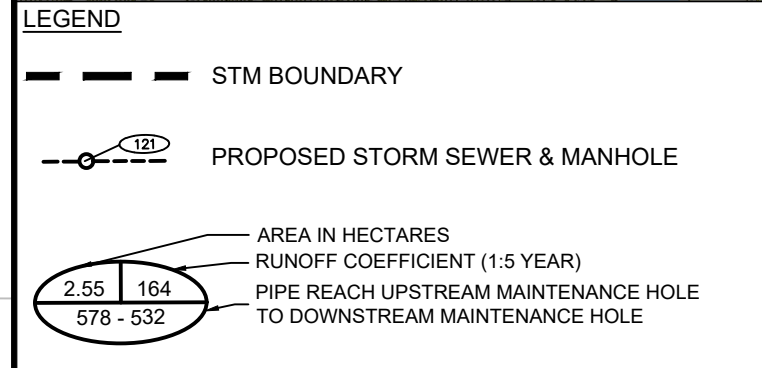 LEGEND
STM BOUNDARY
121
PROPOSED STORM SEWER & MANHOLE
AREA IN HECTARES
RUNOFF COEFFICIENT (1:5 YEAR)
2.55 164
PIPE REACH UPSTREAM MAINTENANCE HOLE
578 - 532
TO DOWNSTREAM MAINTENANCE HOLE